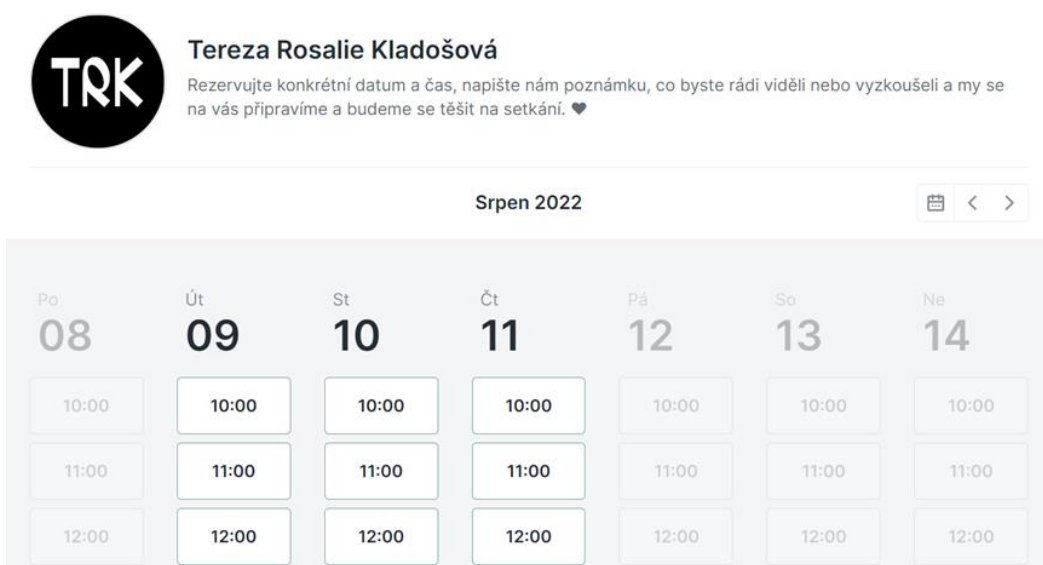 TRK
Tereza Rosalie Kladošová
Rezervujte konkrétní datum a čas, napište nám poznámku, co byste rádi viděli nebo vyzkoušeli a my se
na vás připravíme a budeme se těšit na setkání. ♥
Srpen 2022
Po Út St Čt Pá So Ne
08 09 10 11 12 13 14
10:00 10:00 10:00 10:00 10:00 10:00 10:00
11:00 11:00 11:00 11:00 11:00 11:00 11:00
12:00 12:00 12:00 12:00 12:00 12:00 12:00